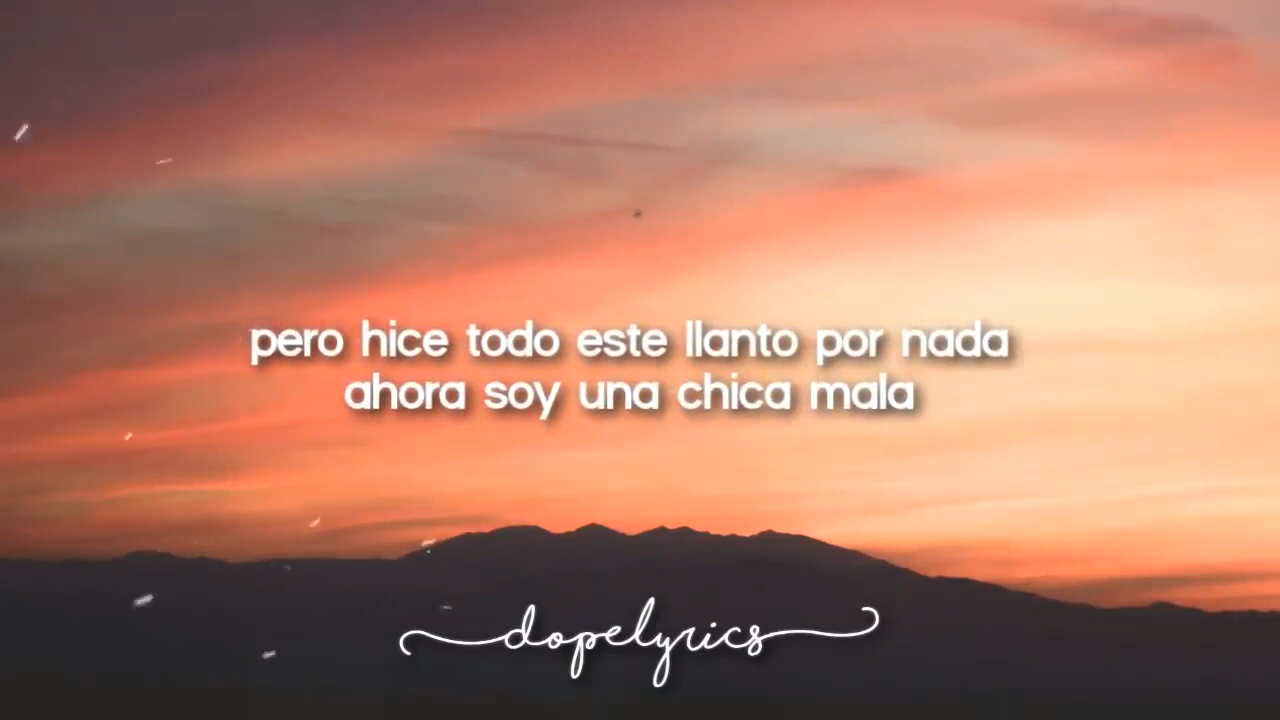 pero hice todo este llanto por nada
ahora soy una chica mala
dopelyrics